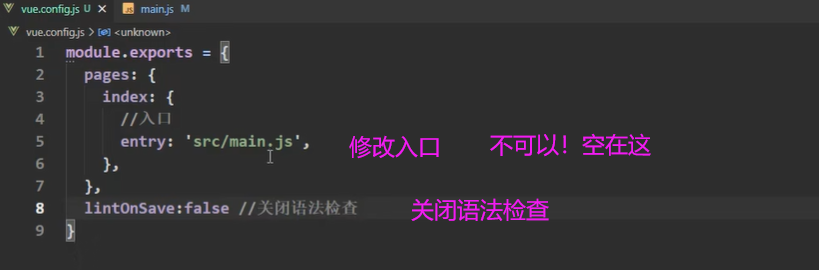 vue.config.js U X JS main.js M
vue.config.js > <unknown>
1 module.exports = {
2 pages: {
3 index: {
4 //入口
5 entry: 'src/main.js', 修改入口 不可以！空在这
6 },
7 },
8 lintOnSave:false //关闭语法检查 关闭语法检查
9 }